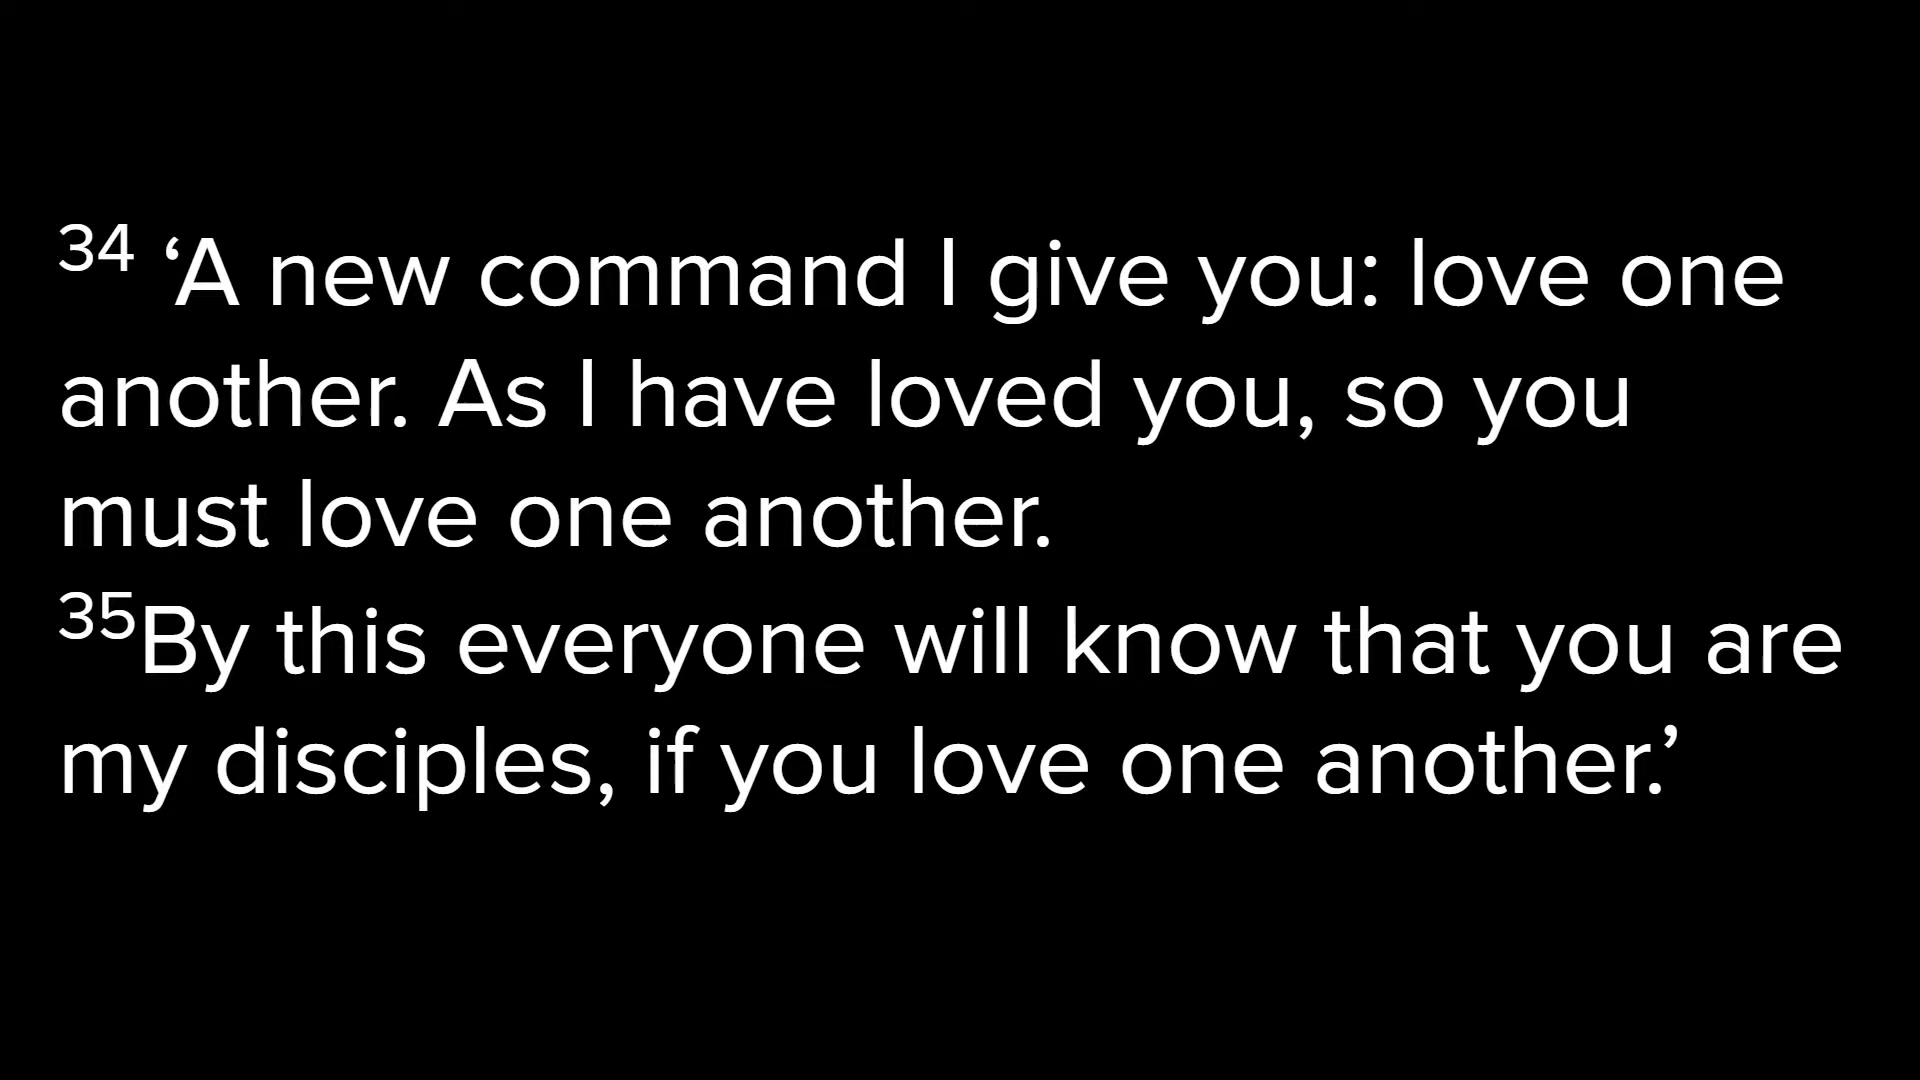 34 ‘A new command I give you: love one
another. As I have loved you, so you
must love one another.
35By this everyone will know that you are
my disciples, if you love one another.’